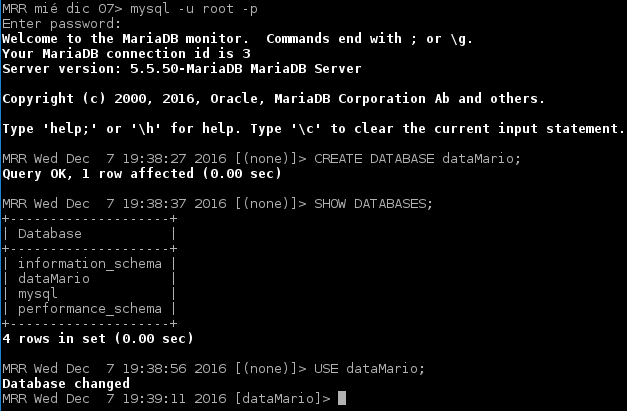 MRR mié dic 07> mysql -u root -p
Enter password:
Welcome to the MariaDB monitor.  Commands end with ; or \g.
Your MariaDB connection id is 3
Server version: 5.5.50-MariaDB MariaDB Server
Copyright (c) 2000, 2016, Oracle, MariaDB Corporation Ab and others.
Type 'help;' or '\h' for help. Type '\c' to clear the current input statement.
MRR Wed Dec  7 19:38:27 2016 [(none)]> CREATE DATABASE dataMario;
Query OK, 1 row affected (0.00 sec)
MRR Wed Dec  7 19:38:37 2016 [(none)]> SHOW DATABASES;
+--------------------+
| Database           |
+--------------------+
| information_schema |
| dataMario          |
| mysql              |
| performance_schema |
+--------------------+
4 rows in set (0.00 sec)
MRR Wed Dec  7 19:38:56 2016 [(none)]> USE dataMario;
Database changed
MRR Wed Dec  7 19:39:11 2016 [dataMario]>